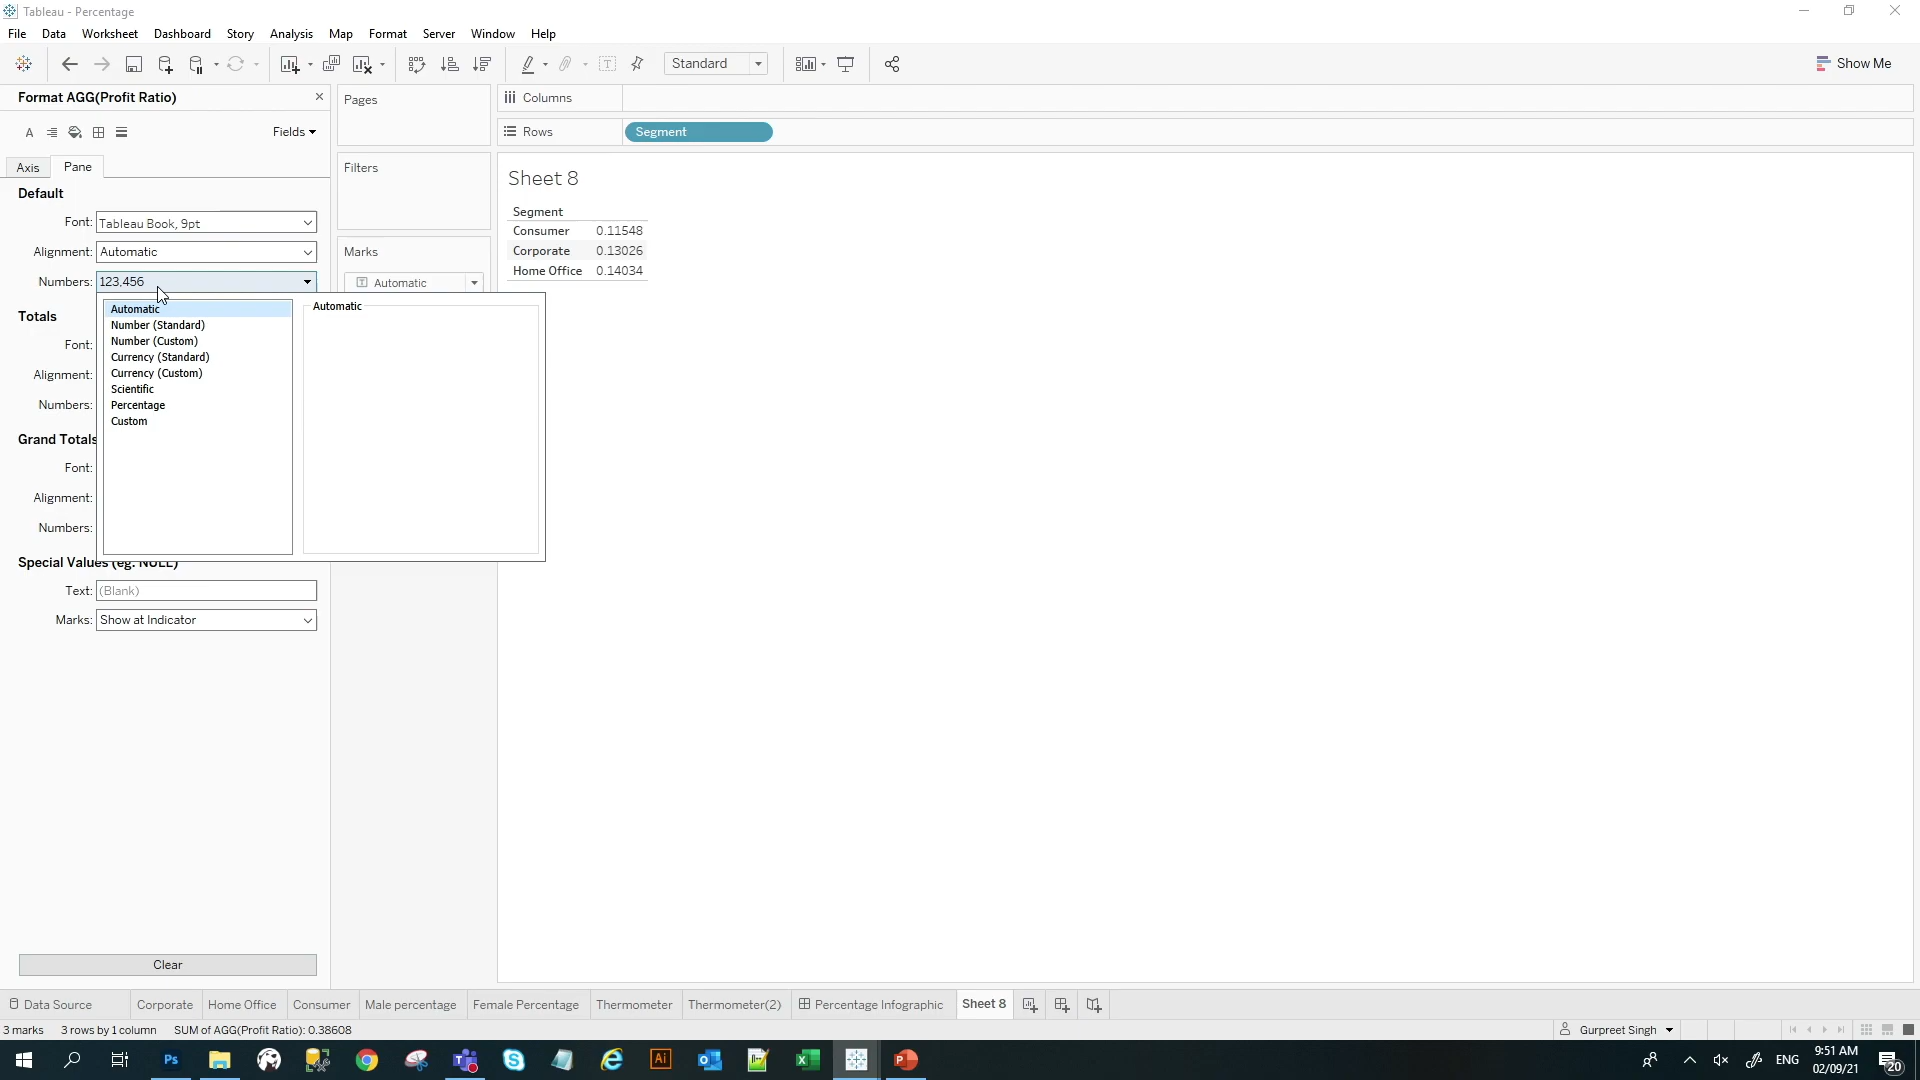 Tableau - Percentage
File Data Worksheet Dashboard Story Analysis Map Format Server Window Help
Standard
Show Me
Format AGG(Profit Ratio)
Fields
Axis Pane
Default
Font: Tableau Book, 9pt
Alignment: Automatic
Numbers: 123,456
Automatic
Number (Standard)
Number (Custom)
Currency (Standard)
Currency (Custom)
Scientific
Percentage
Custom
Automatic
Totals
Font:
Alignment:
Numbers:
Grand Totals
Font:
Alignment:
Numbers:
Special Values (eg. NULL)
Text: (Blank)
Marks: Show at Indicator
Clear
Pages
Filters
Marks
Automatic
Columns
Rows Segment
Sheet 8
Segment
Consumer 0.11548
Corporate 0.13026
Home Office 0.14034
Data Source Corporate Home Office Consumer Male percentage Female Percentage Thermometer Thermometer(2) Percentage Infographic Sheet 8
3 marks 3 rows by 1 column SUM of AGG(Profit Ratio): 0.38608
Gurpreet Singh
Ps
Ai
ENG
9:51 AM
02/09/21
20